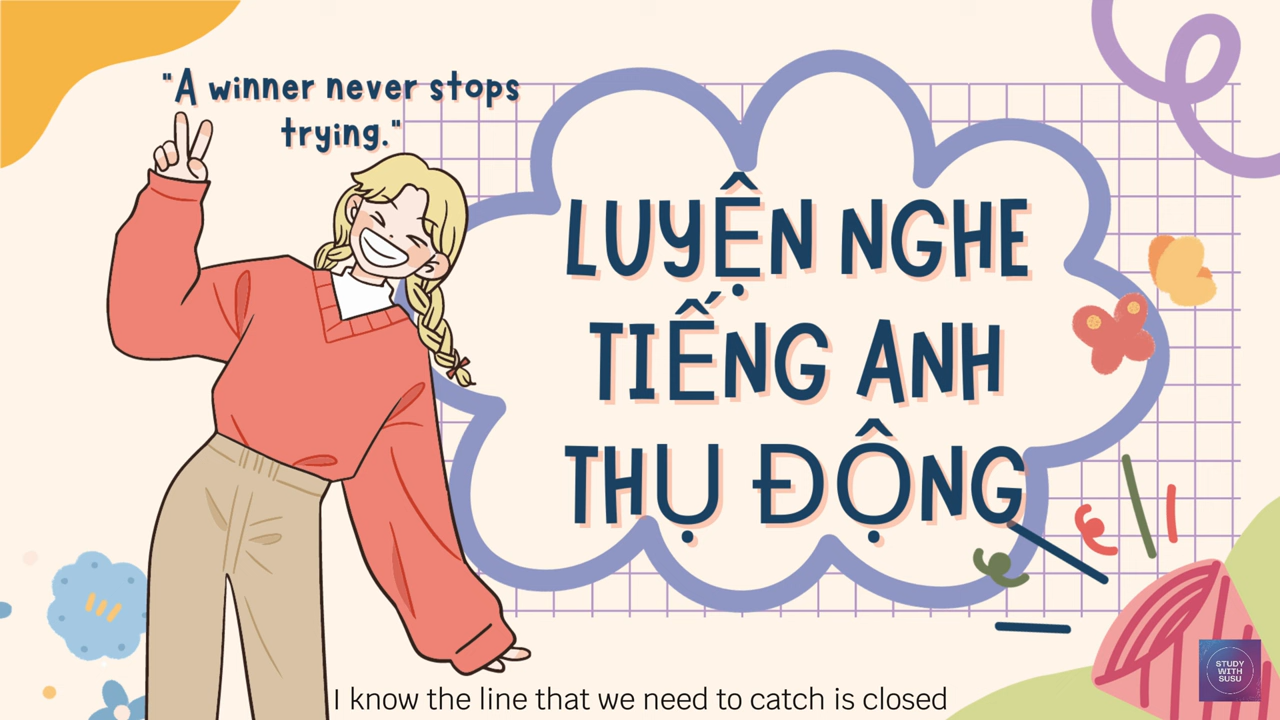 "A winner never stops
trying."
LUYỆN NGHE
TIẾNG ANH
THỤ ĐỘNG
I know the line that we need to catch is closed
STUDY
WITH
SUSU